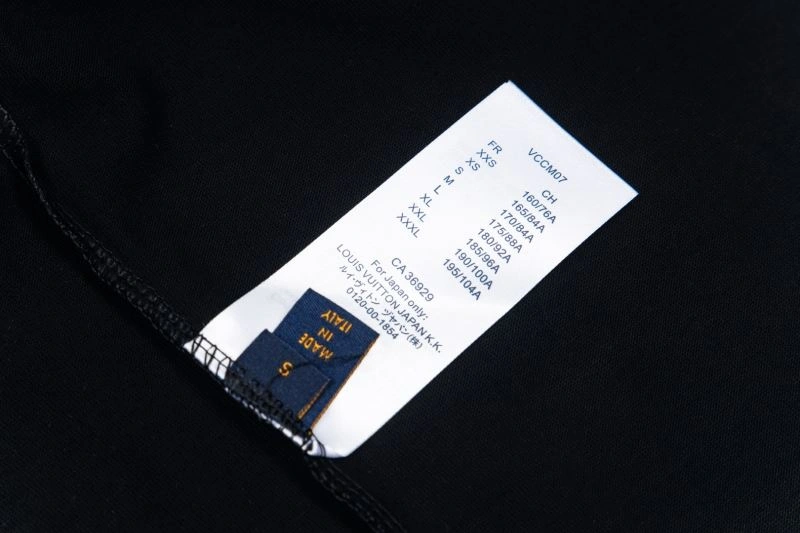 VCCM07
FR CH
XXS 160/76A
XS 165/84A
S 170/84A
M 175/88A
L 180/92A
XL 185/96A
XXL 190/100A
XXXL 195/104A
CA 36929
For Japan only:
LOUIS VUITTON JAPAN K.K.
ルイ・ヴィトン ジャパン(株)
0120-00-1854
MADE
IN
ITALY
S